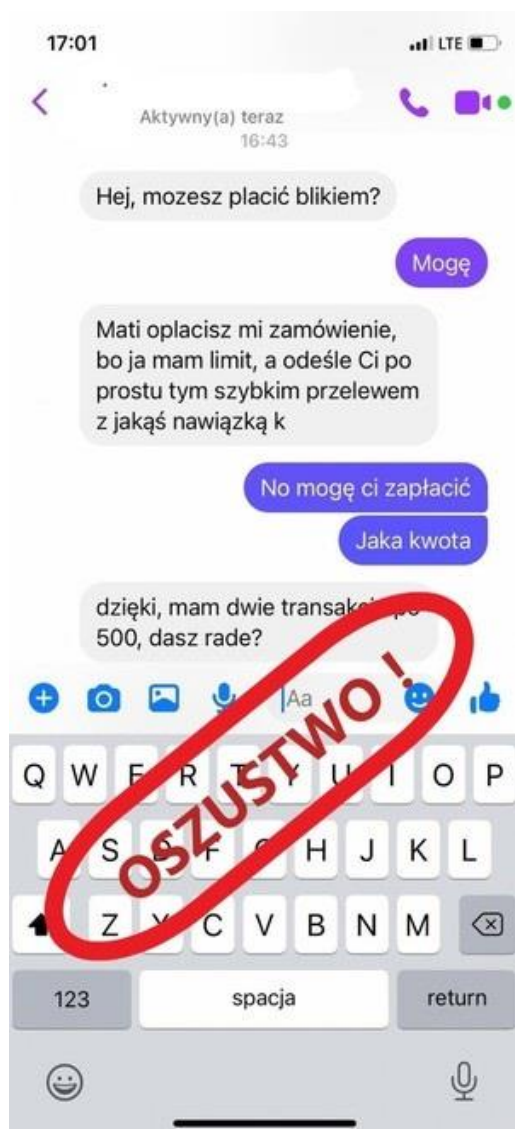 17:01
LTE
Aktywny(a) teraz
16:43
Hej, mozesz placić blikiem?
Mogę
Mati oplacisz mi zamówienie,
bo ja mam limit, a odeśle Ci po
prostu tym szybkim przelewem
z jakąś nawiązką k
No mogę ci zapłacić
Jaka kwota
dzięki, mam dwie
500, dasz rade?
Aa
OSZUSTWO !
Q W E R T Y U I O P
A S D F G H J K L
Z X C V B N M
123 spacja return